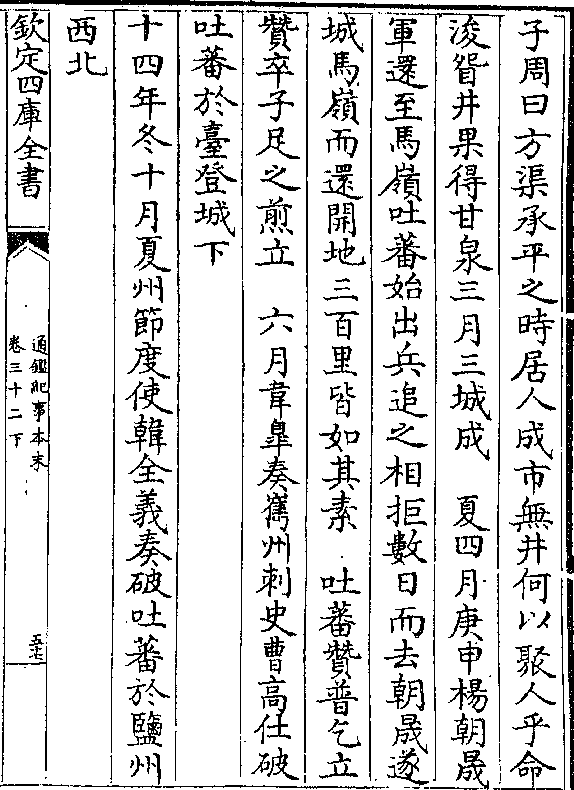 子周曰方渠承平之時居人成市無井何以聚人乎命
浚眢井果得甘泉三月三城成　夏四月庚申楊朝晟
軍還至馬嶺吐蕃始出兵追之相拒數日而去朝晟遂
城馬嶺而還開地三百里皆如其素　吐蕃贊普乞立
贊卒子足之煎立　六月韋臯奏巂州刺史曹高仕破
吐蕃於臺登城下
十四年冬十月夏州節度使韓全義奏破吐蕃於鹽州
西北
欽定四庫全書
通鑑紀事本末
卷三十二下
五十七